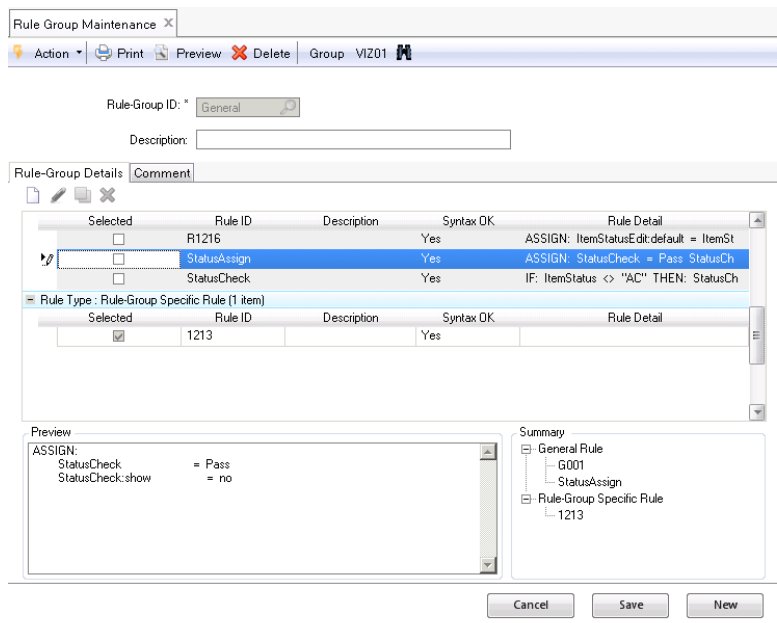 Rule Group Maintenance
Action Print Preview Delete Group VIZ01
Rule-Group ID: * General
Description:
Rule-Group Details Comment
Selected Rule ID Description Syntax OK Rule Detail
R1216 Yes ASSIGN: ItemStatusEdit:default = ItemSt
StatusAssign Yes ASSIGN: StatusCheck = Pass StatusCh
StatusCheck Yes IF: ItemStatus <> "AC" THEN: StatusCh
Rule Type : Rule-Group Specific Rule (1 item)
Selected Rule ID Description Syntax OK Rule Detail
1213 Yes
Preview
ASSIGN:
StatusCheck = Pass
StatusCheck:show = no
Summary
General Rule
G001
StatusAssign
Rule-Group Specific Rule
1213
Cancel Save New